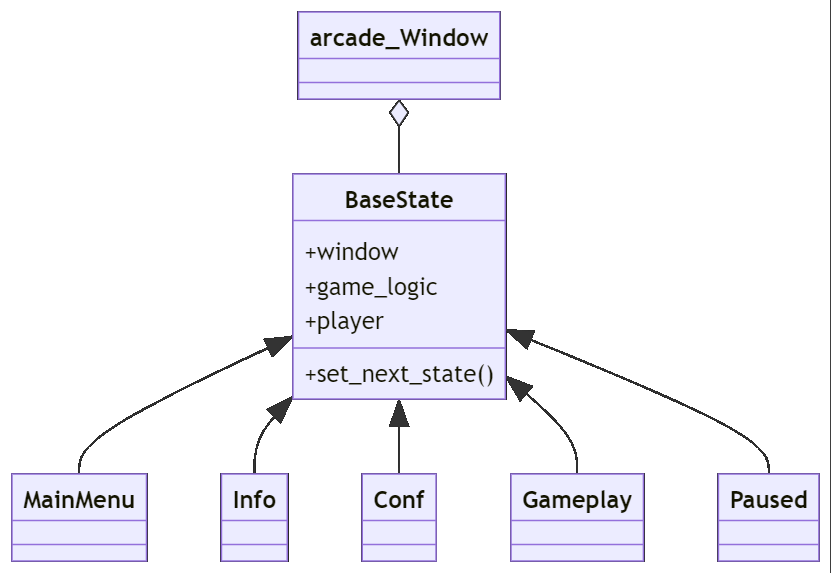 arcade_Window
BaseState
+window
+game_logic
+player
+set_next_state()
MainMenu
Info
Conf
Gameplay
Paused